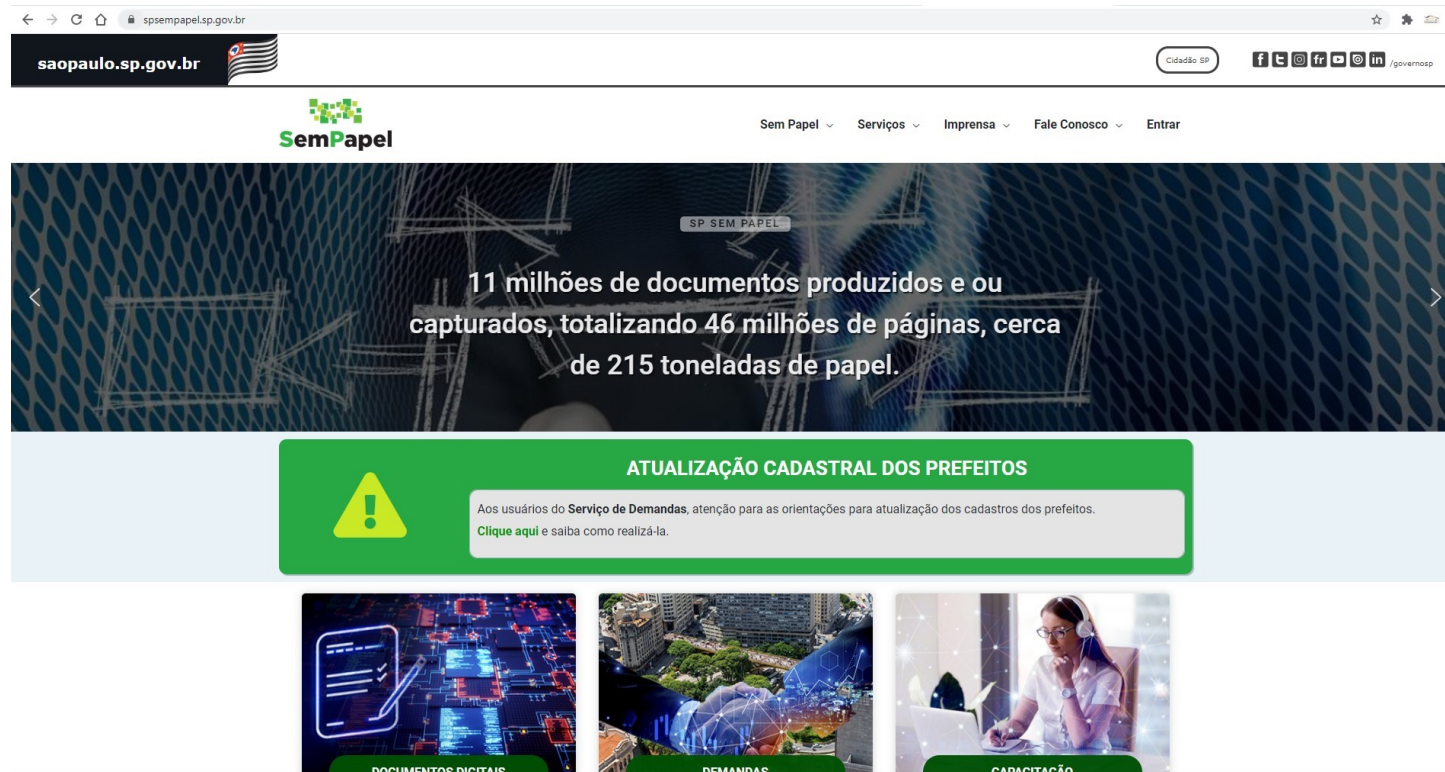 spsempapel.sp.gov.br
saopaulo.sp.gov.br
Cidadão SP
/governosp
SemPapel
Sem Papel
Serviços
Imprensa
Fale Conosco
Entrar
SP SEM PAPEL
11 milhões de documentos produzidos e ou
capturados, totalizando 46 milhões de páginas, cerca
de 215 toneladas de papel.
ATUALIZAÇÃO CADASTRAL DOS PREFEITOS
Aos usuários do Serviço de Demandas, atenção para as orientações para atualização dos cadastros dos prefeitos.
Clique aqui e saiba como realizá-la.
DOCUMENTOS DIGITAIS
DEMANDAS
CAPACITAÇÃO